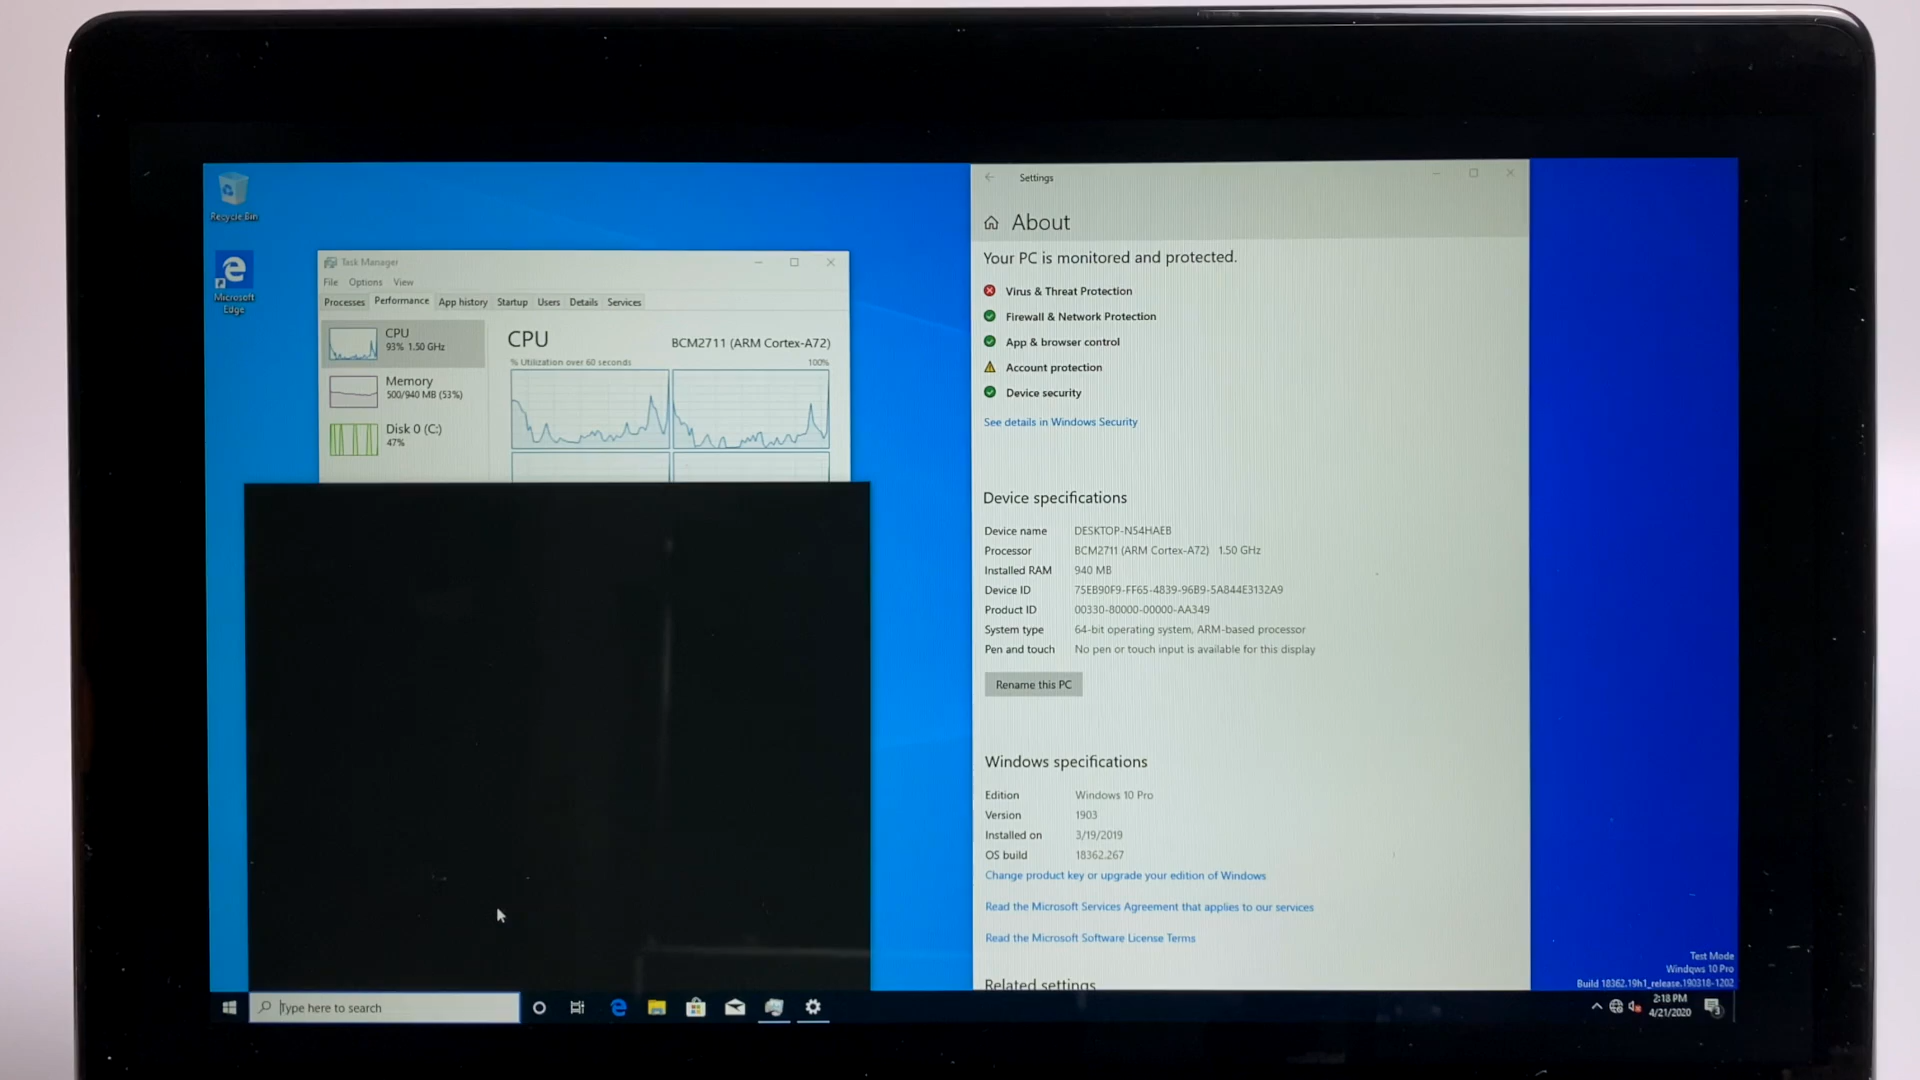 Recycle Bin
Microsoft
Edge
Task Manager
File Options View
Processes Performance App history Startup Users Details Services
CPU
93% 1.50 GHz
Memory
500/940 MB (53%)
Disk 0 (C:)
47%
CPU
BCM2711 (ARM Cortex-A72)
% Utilization over 60 seconds
100%
Settings
About
Your PC is monitored and protected.
Virus & Threat Protection
Firewall & Network Protection
App & browser control
Account protection
Device security
See details in Windows Security
Device specifications
Device name DESKTOP-N54HAEB
Processor BCM2711 (ARM Cortex-A72) 1.50 GHz
Installed RAM 940 MB
Device ID 75EB90F9-FF65-4839-96B9-5A844E3132A9
Product ID 00330-80000-00000-AA349
System type 64-bit operating system, ARM-based processor
Pen and touch No pen or touch input is available for this display
Rename this PC
Windows specifications
Edition Windows 10 Pro
Version 1903
Installed on 3/19/2019
OS build 18362.267
Change product key or upgrade your edition of Windows
Read the Microsoft Services Agreement that applies to our services
Read the Microsoft Software License Terms
Related settings
Test Mode
Windows 10 Pro
Build 18362.19h1_release.190318-1202
Type here to search
2:18 PM
4/21/2020
3